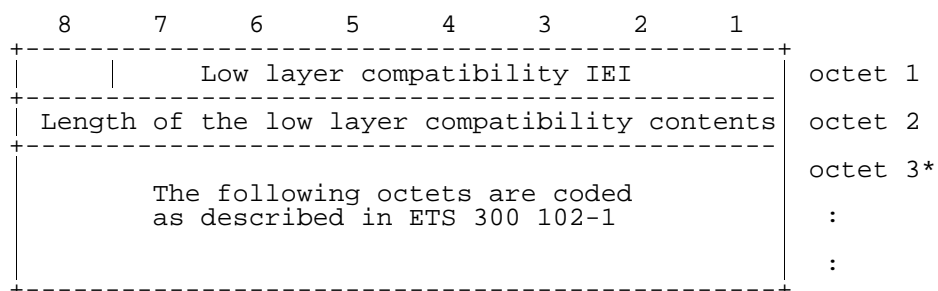 8 7 6 5 4 3 2 1
Low layer compatibility IEI octet 1
Length of the low layer compatibility contents octet 2
octet 3*
The following octets are coded
as described in ETS 300 102-1 :
: